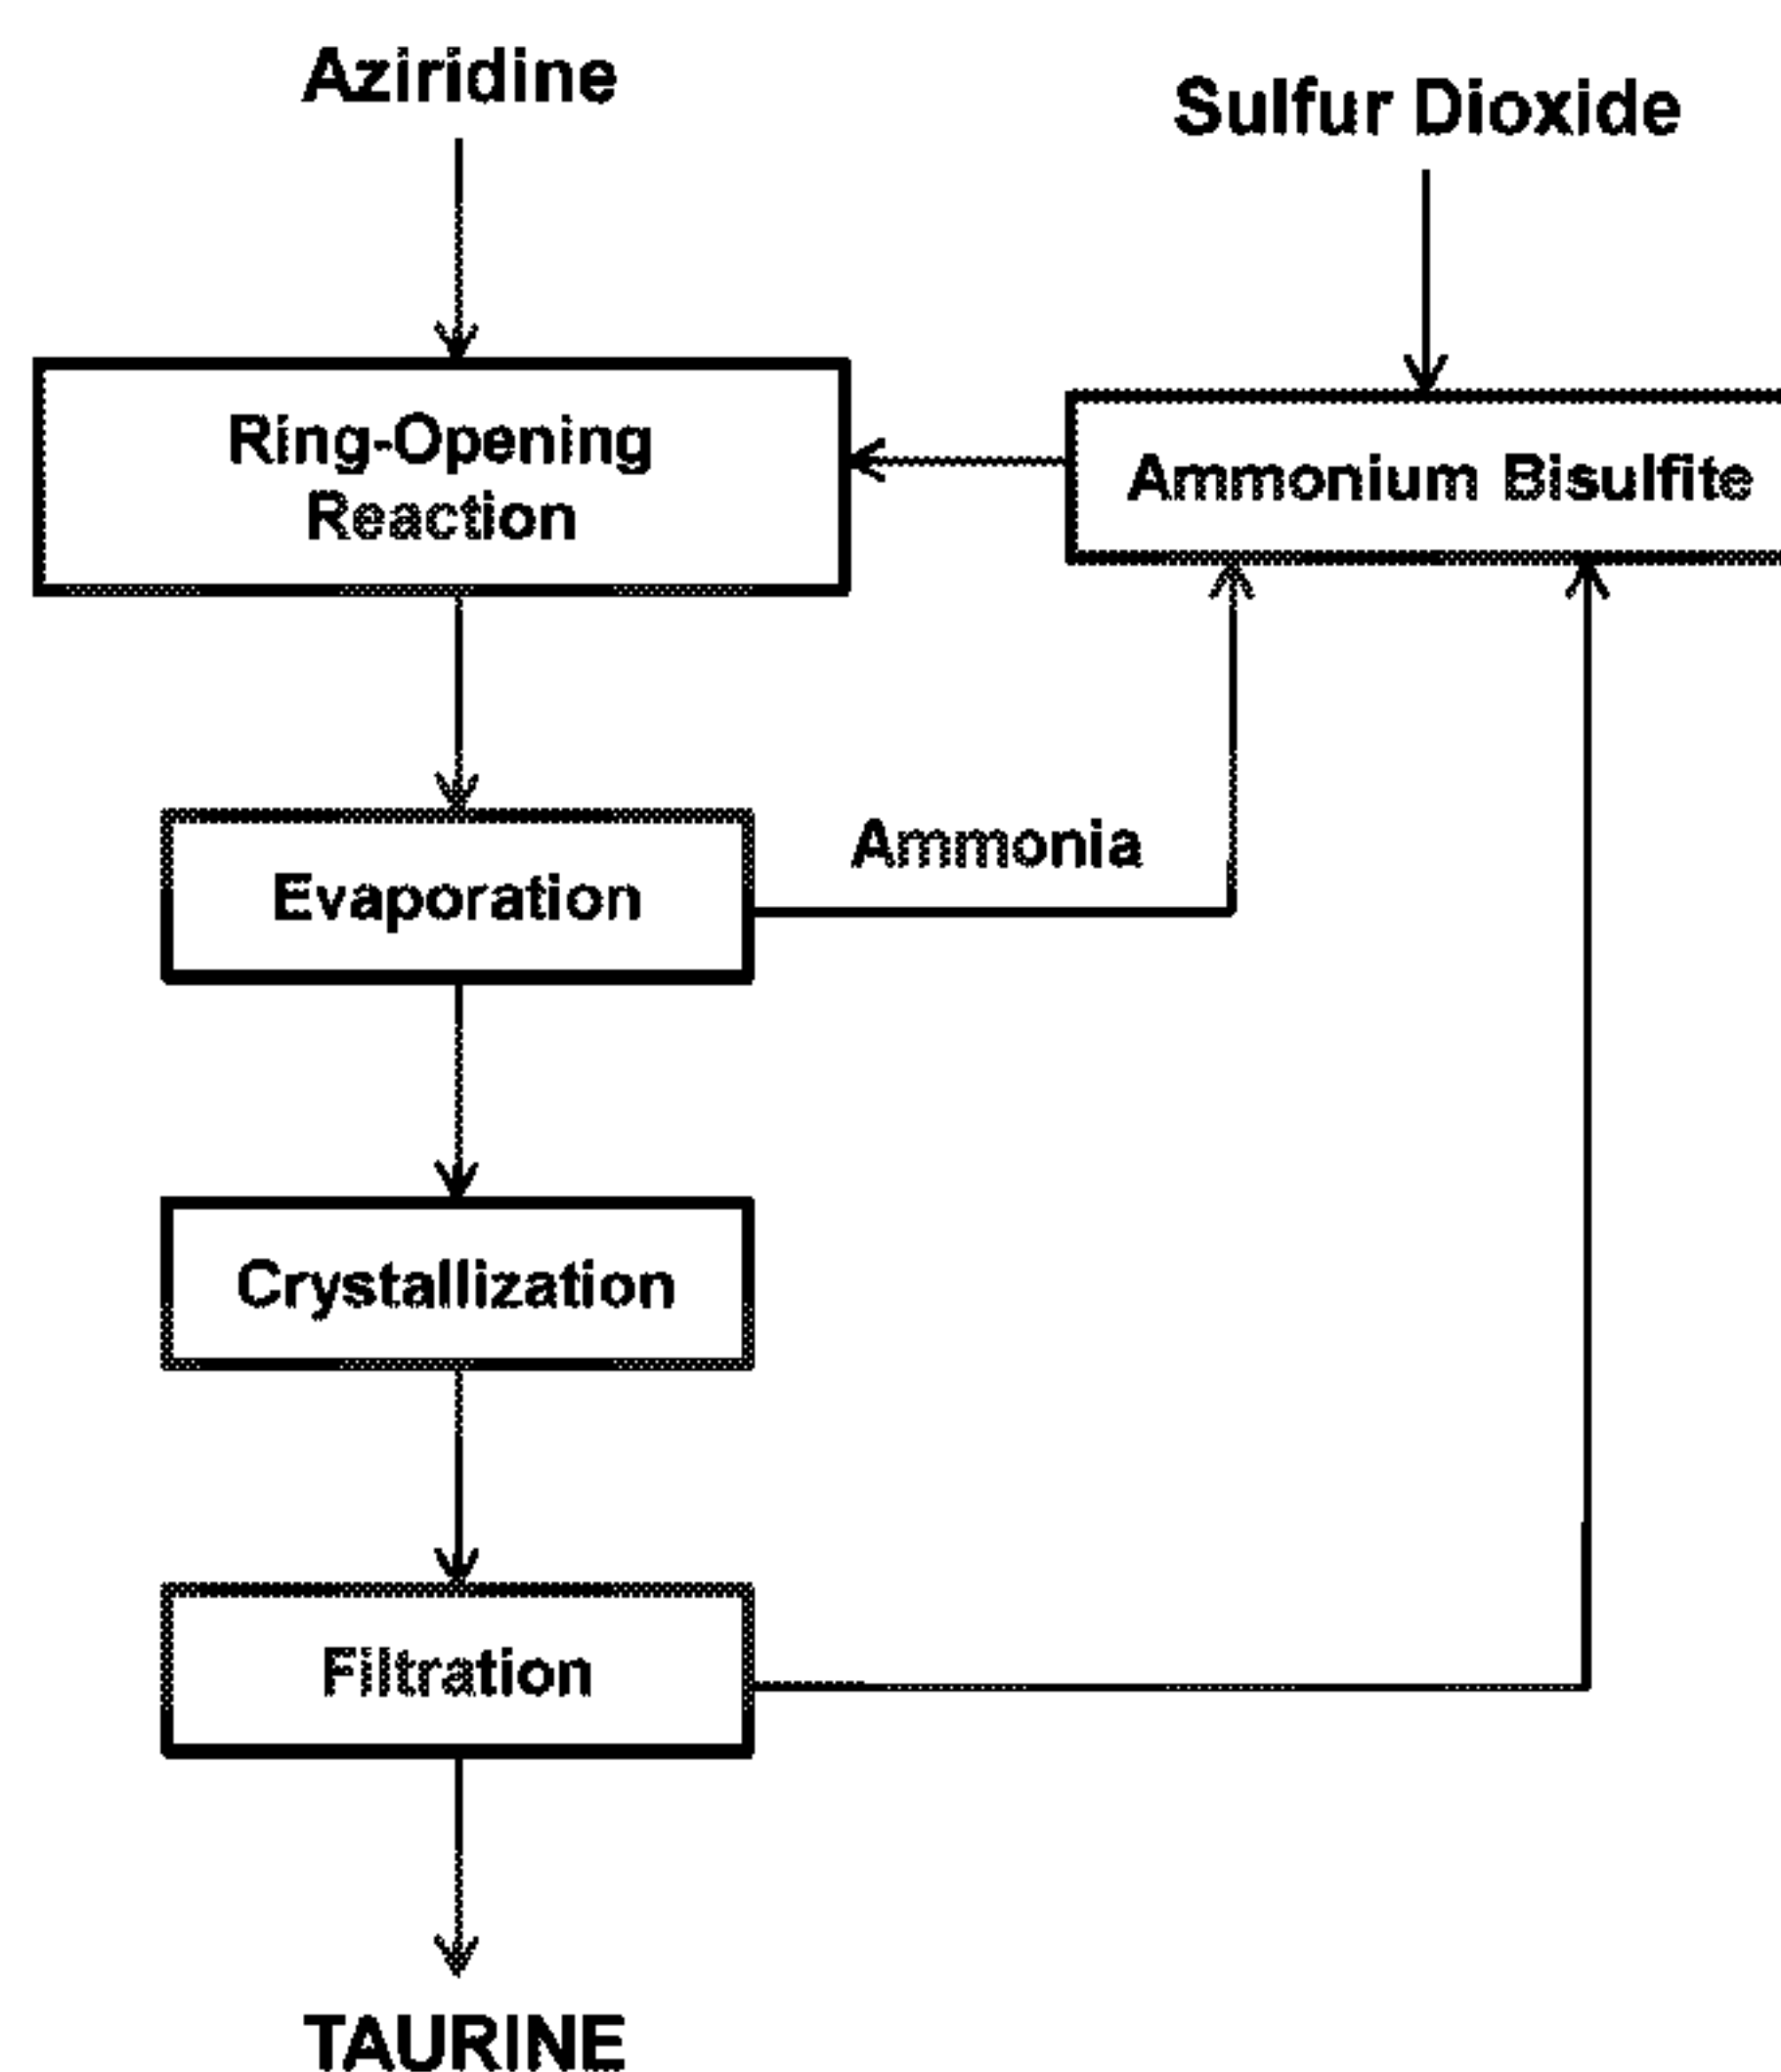 Aziridine
Sulfur Dioxide
Ring-Opening
Reaction
Ammonium Bisulfite
Ammonia
Evaporation
Crystallization
Filtration
TAURINE